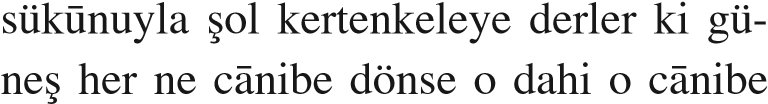 sükūnuyla şol kertenkeleye derler ki gü-
neş her ne cānibe dönse o dahi o cānibe